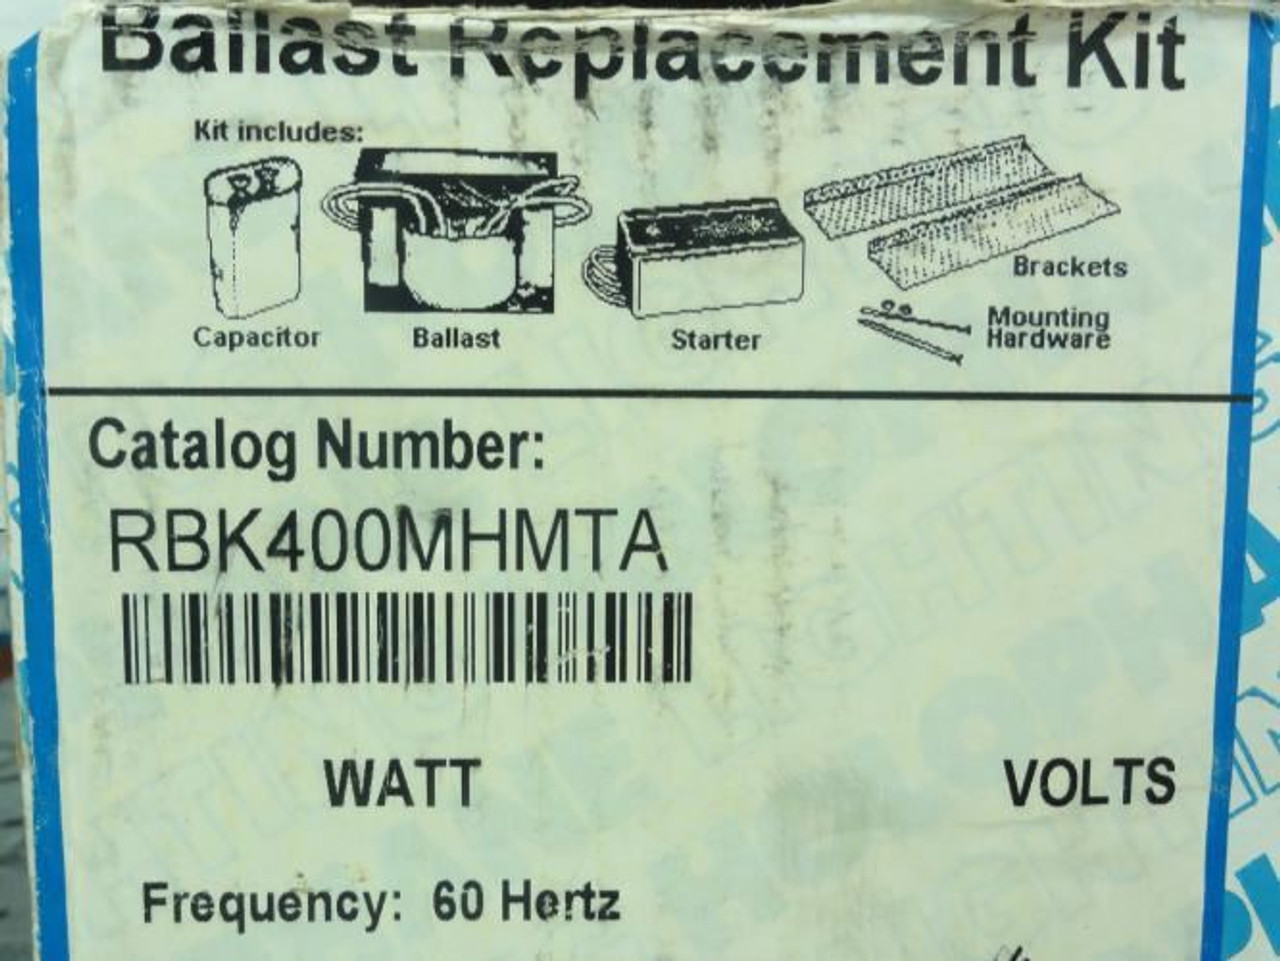 Ballast Replacement Kit
Kit includes:
Capacitor
Ballast
Starter
Brackets
Mounting
Hardware
Catalog Number:
RBK400MHMTA
WATT
VOLTS
Frequency: 60 Hertz